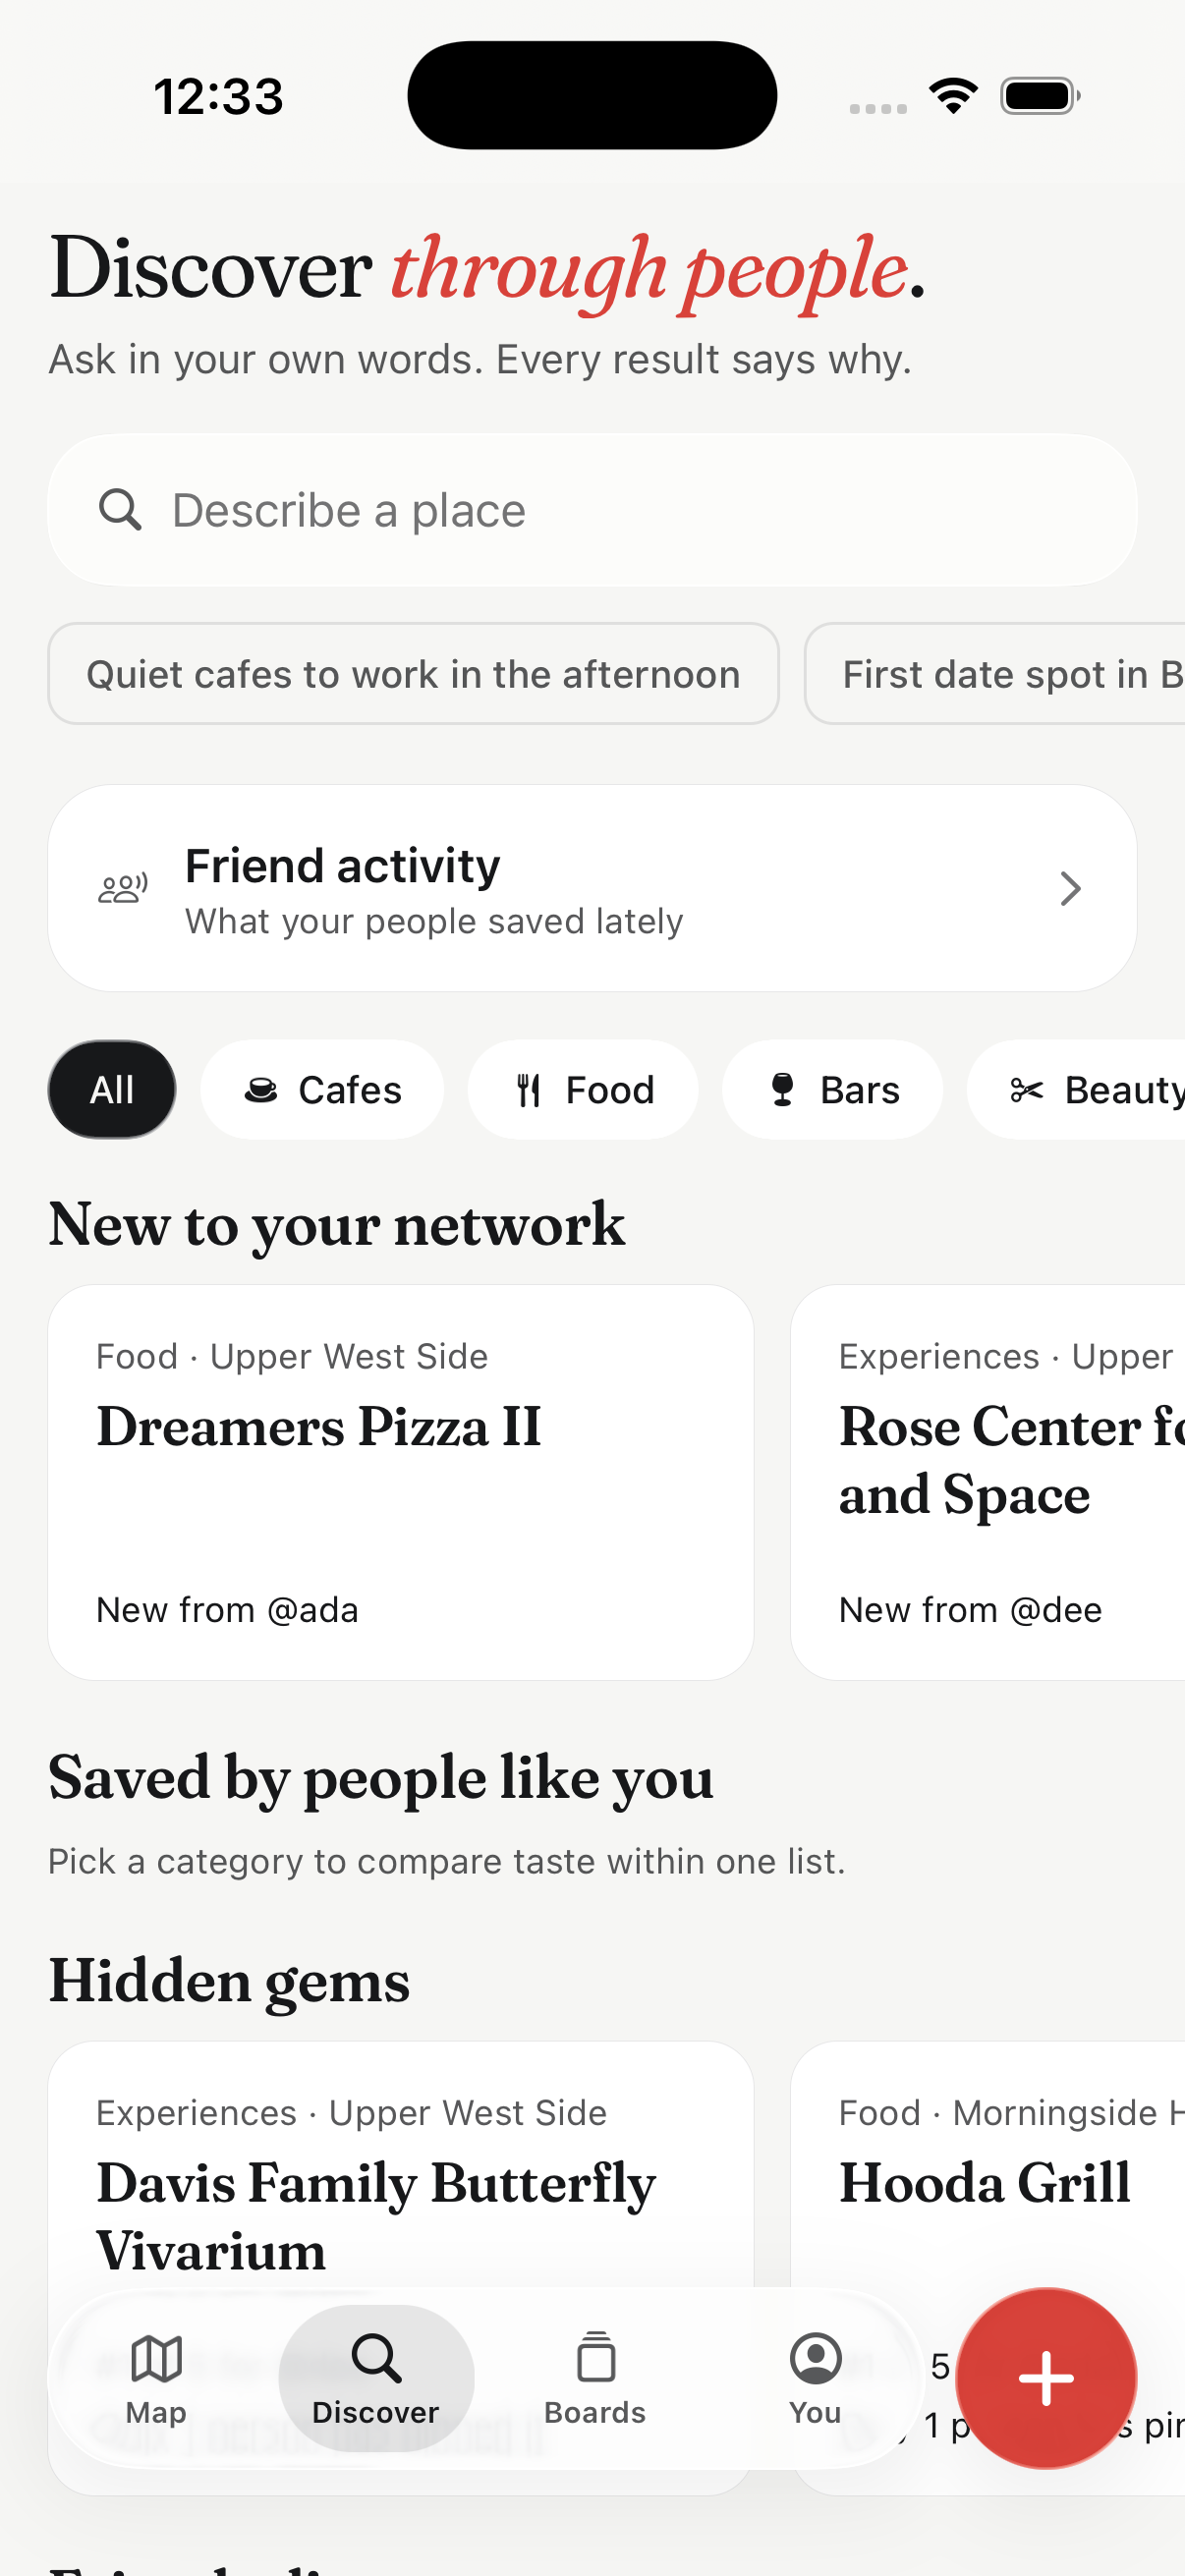 12:33
Discover through people.
Ask in your own words. Every result says why.
Describe a place
Quiet cafes to work in the afternoon
First date spot in B
Friend activity
What your people saved lately
All
Cafes
Food
Bars
Beauty
New to your network
Food · Upper West Side
Dreamers Pizza II
New from @ada
Experiences · Upper
Rose Center fo
and Space
New from @dee
Saved by people like you
Pick a category to compare taste within one list.
Hidden gems
Experiences · Upper West Side
Davis Family Butterfly
Vivarium
Food · Morningside H
Hooda Grill
5
1 p s pin
Map
Discover
Boards
You